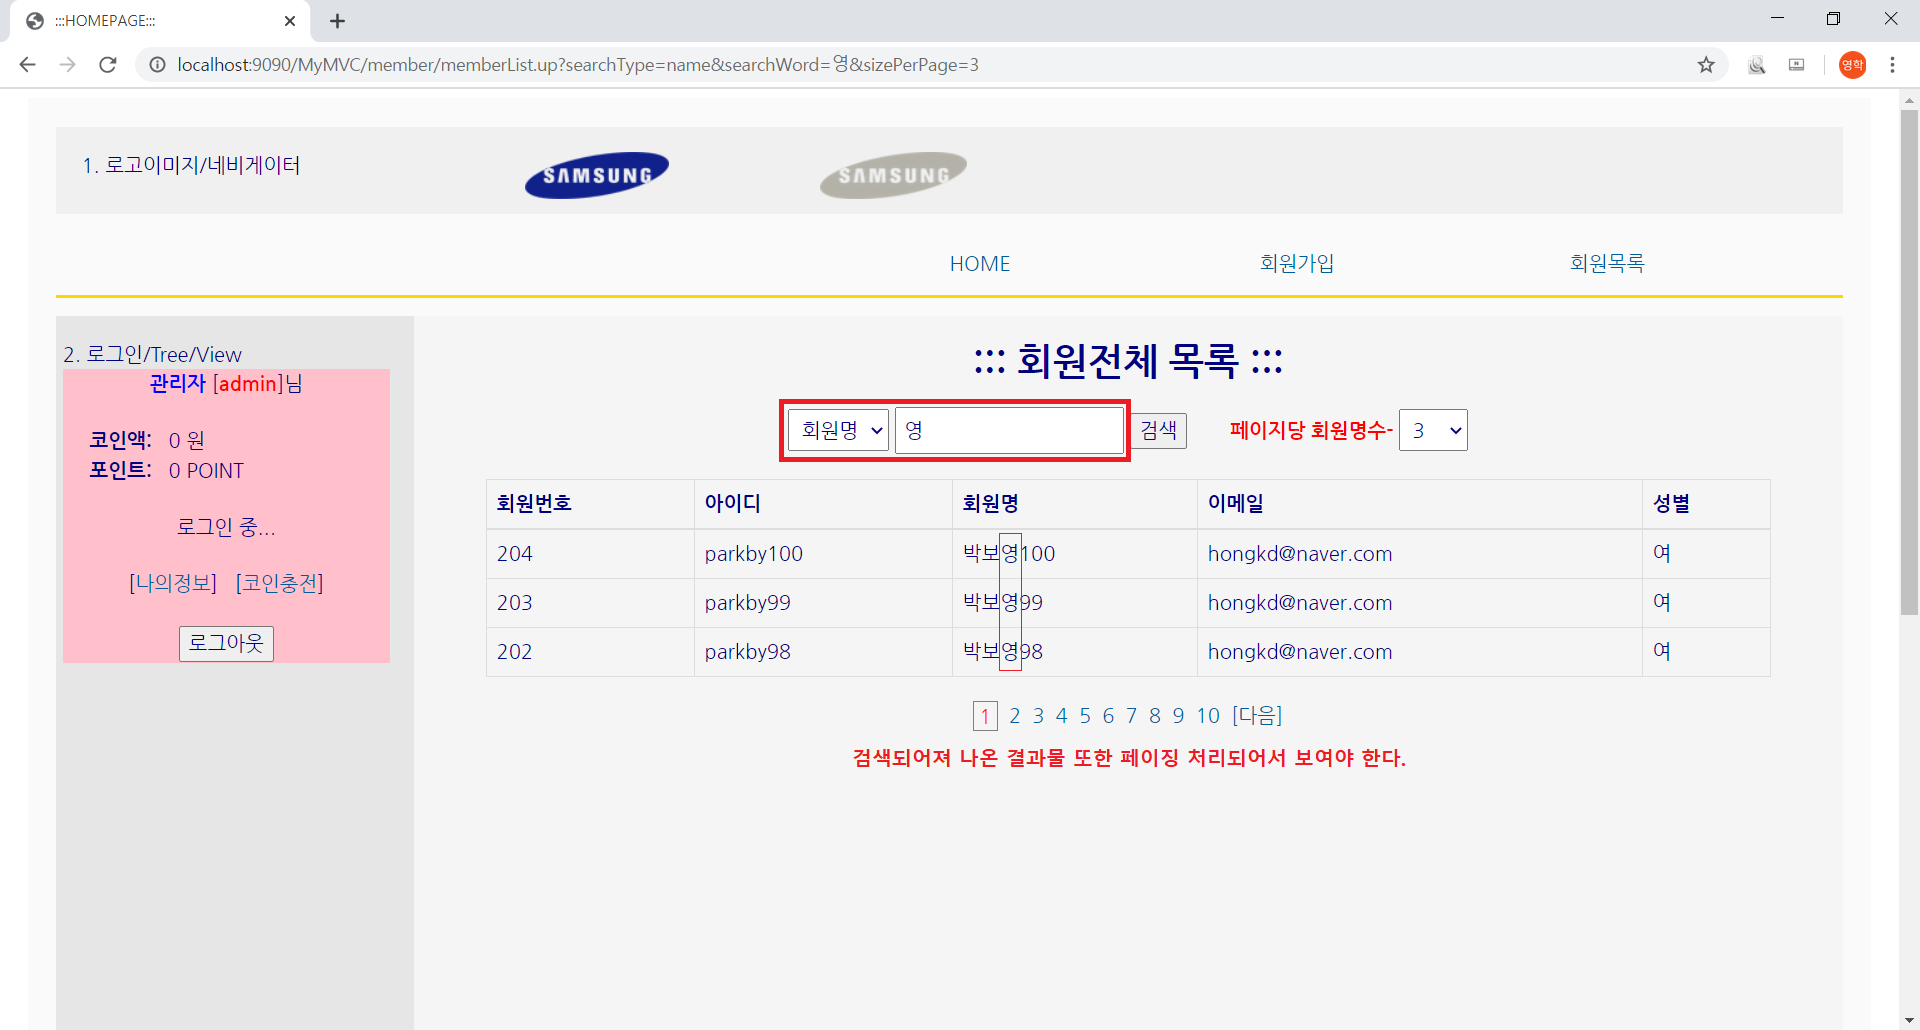 :::HOMEPAGE:::
localhost:9090/MyMVC/member/memberList.up?searchType=name&searchWord=영&sizePerPage=3
영학
1. 로고이미지/네비게이터
SAMSUNG SAMSUNG
HOME 회원가입 회원목록
2. 로그인/Tree/View
관리자 [admin]님
코인액: 0 원
포인트: 0 POINT
로그인 중...
[나의정보] [코인충전]
로그아웃
::: 회원전체 목록 :::
회원명 영 검색 페이지당 회원명수- 3
회원번호 아이디 회원명 이메일 성별
204 parkby100 박보영100 hongkd@naver.com 여
203 parkby99 박보영99 hongkd@naver.com 여
202 parkby98 박보영98 hongkd@naver.com 여
1 2 3 4 5 6 7 8 9 10 [다음]
검색되어져 나온 결과물 또한 페이징 처리되어서 보여야 한다.